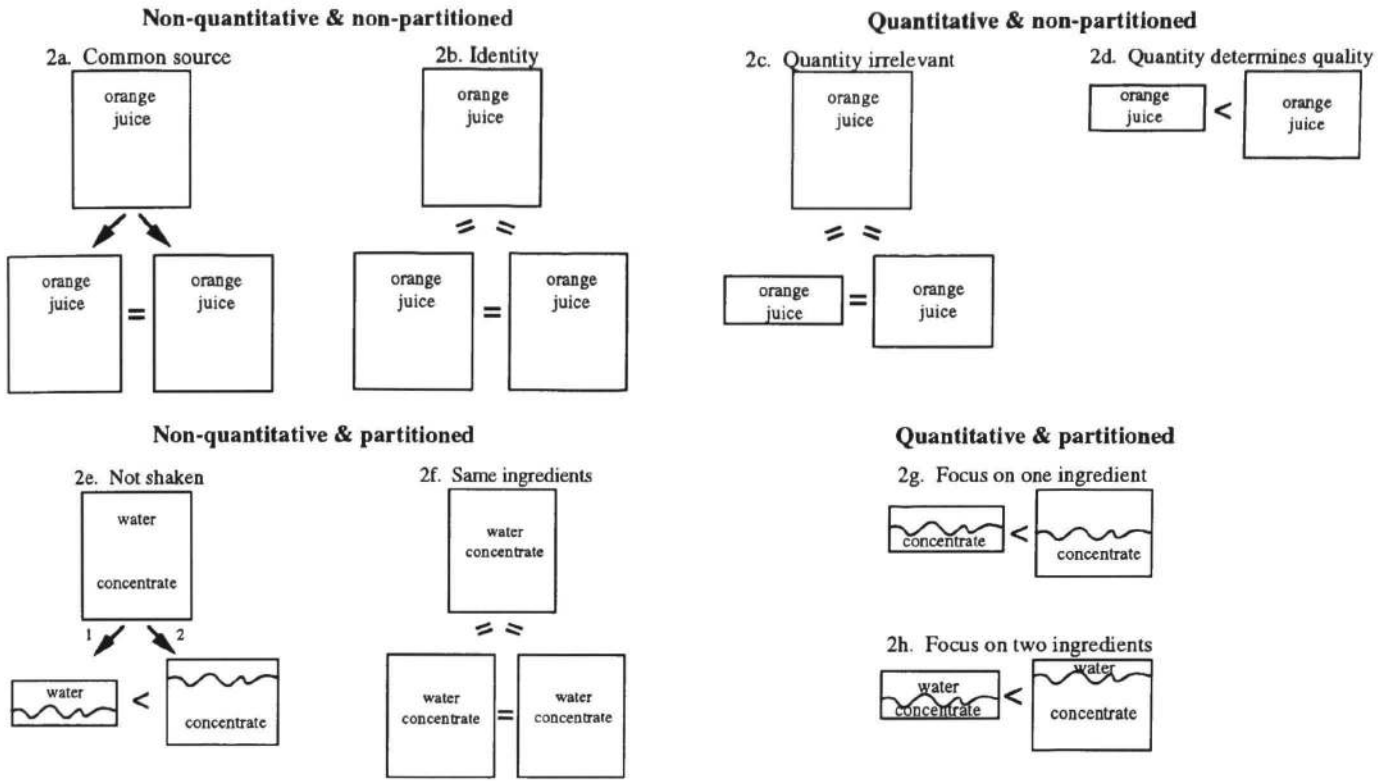 Non-quantitative & non-partitioned
2a. Common source
orange
juice
orange
juice
=
orange
juice
2b. Identity
orange
juice
= =
orange
juice
=
orange
juice
Quantitative & non-partitioned
2c. Quantity irrelevant
orange
juice
= =
orange
juice
=
orange
juice
2d. Quantity determines quality
orange
juice
<
orange
juice
Non-quantitative & partitioned
2e. Not shaken
water
concentrate
1 2
water
<
concentrate
2f. Same ingredients
water
concentrate
= =
water
concentrate
=
water
concentrate
Quantitative & partitioned
2g. Focus on one ingredient
concentrate
<
concentrate
2h. Focus on two ingredients
water
concentrate
<
water
concentrate